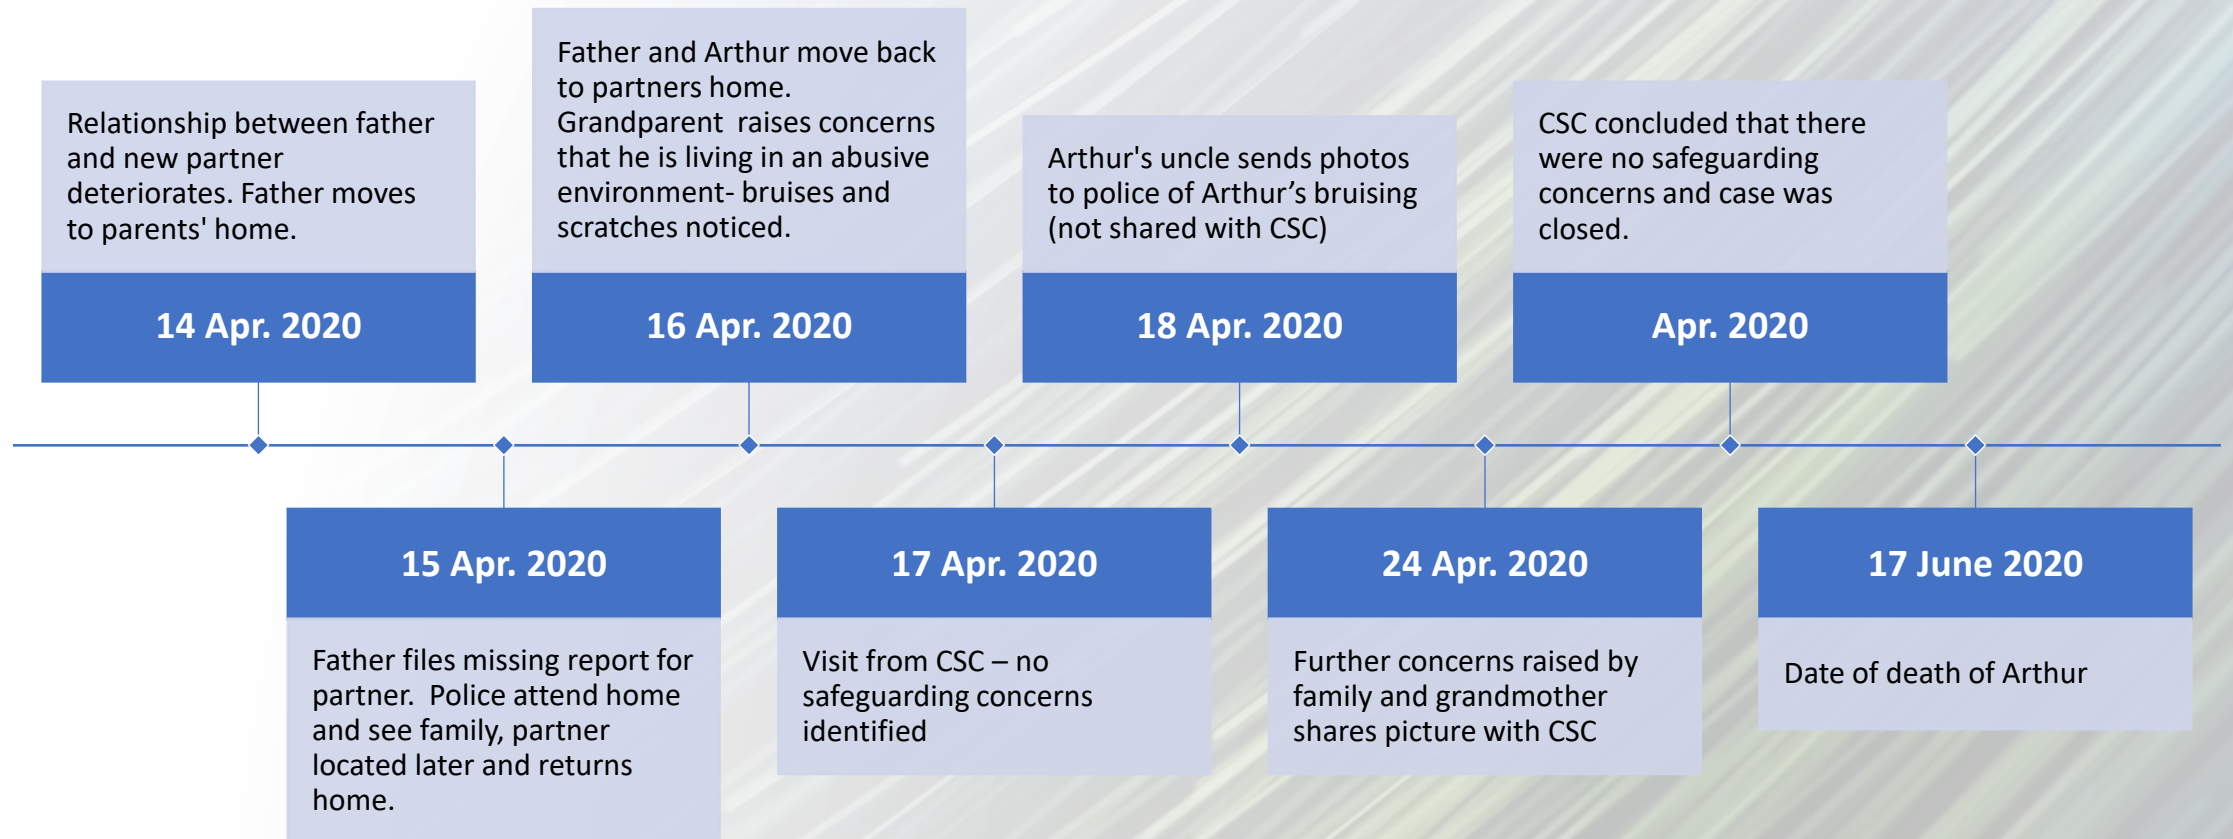 Relationship between father
and new partner
deteriorates. Father moves
to parents' home.
14 Apr. 2020
15 Apr. 2020
Father files missing report for
partner.  Police attend home
and see family, partner
located later and returns
home.
Father and Arthur move back
to partners home.
Grandparent  raises concerns
that he is living in an abusive
environment- bruises and
scratches noticed.
16 Apr. 2020
17 Apr. 2020
Visit from CSC – no
safeguarding concerns
identified
Arthur's uncle sends photos
to police of Arthur’s bruising
(not shared with CSC)
18 Apr. 2020
24 Apr. 2020
Further concerns raised by
family and grandmother
shares picture with CSC
CSC concluded that there
were no safeguarding
concerns and case was
closed.
Apr. 2020
17 June 2020
Date of death of Arthur